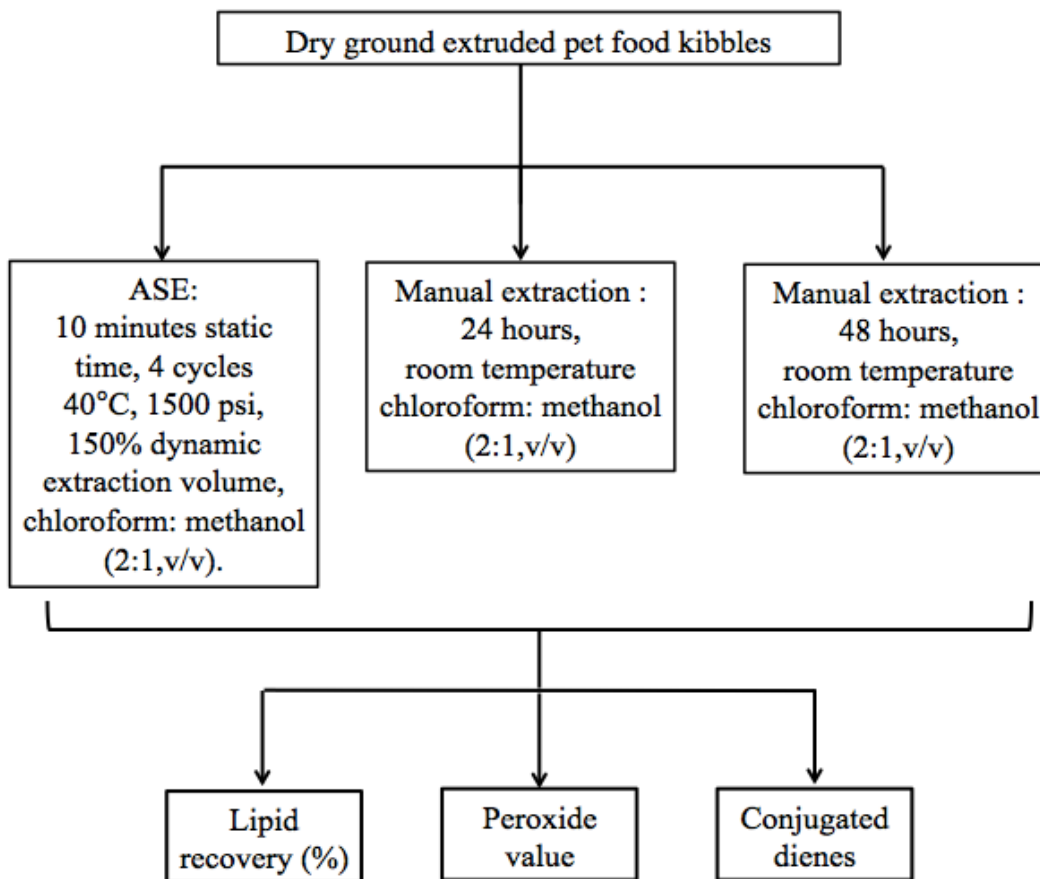 Dry ground extruded pet food kibbles
ASE:
10 minutes static
time, 4 cycles
40°C, 1500 psi,
150% dynamic
extraction volume,
chloroform: methanol
(2:1,v/v).
Manual extraction :
24 hours,
room temperature
chloroform: methanol
(2:1,v/v)
Manual extraction :
48 hours,
room temperature
chloroform: methanol
(2:1,v/v)
Lipid
recovery (%)
Peroxide
value
Conjugated
dienes